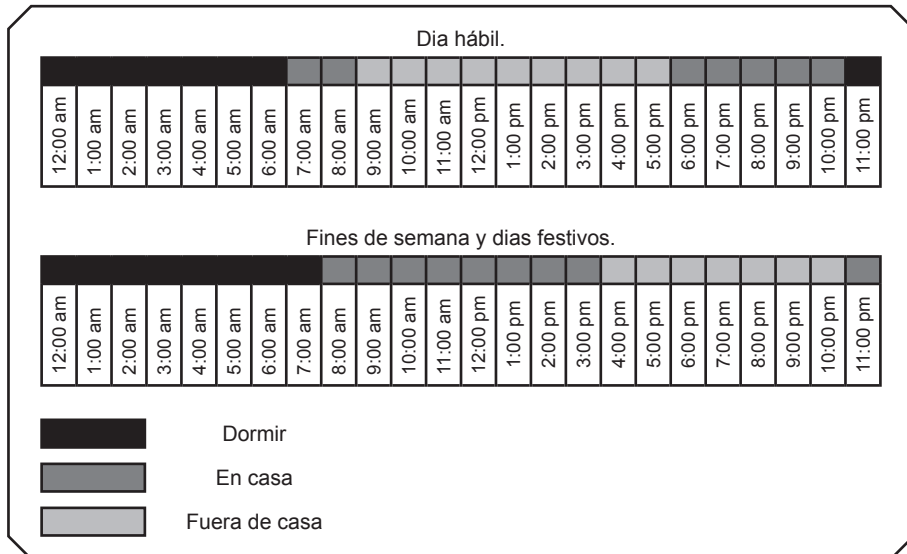 Dia hábil.
12:00 am
1:00 am
2:00 am
3:00 am
4:00 am
5:00 am
6:00 am
7:00 am
8:00 am
9:00 am
10:00 am
11:00 am
12:00 pm
1:00 pm
2:00 pm
3:00 pm
4:00 pm
5:00 pm
6:00 pm
7:00 pm
8:00 pm
9:00 pm
10:00 pm
11:00 pm
Fines de semana y dias festivos.
12:00 am
1:00 am
2:00 am
3:00 am
4:00 am
5:00 am
6:00 am
7:00 am
8:00 am
9:00 am
10:00 am
11:00 am
12:00 pm
1:00 pm
2:00 pm
3:00 pm
4:00 pm
5:00 pm
6:00 pm
7:00 pm
8:00 pm
9:00 pm
10:00 pm
11:00 pm
Dormir
En casa
Fuera de casa